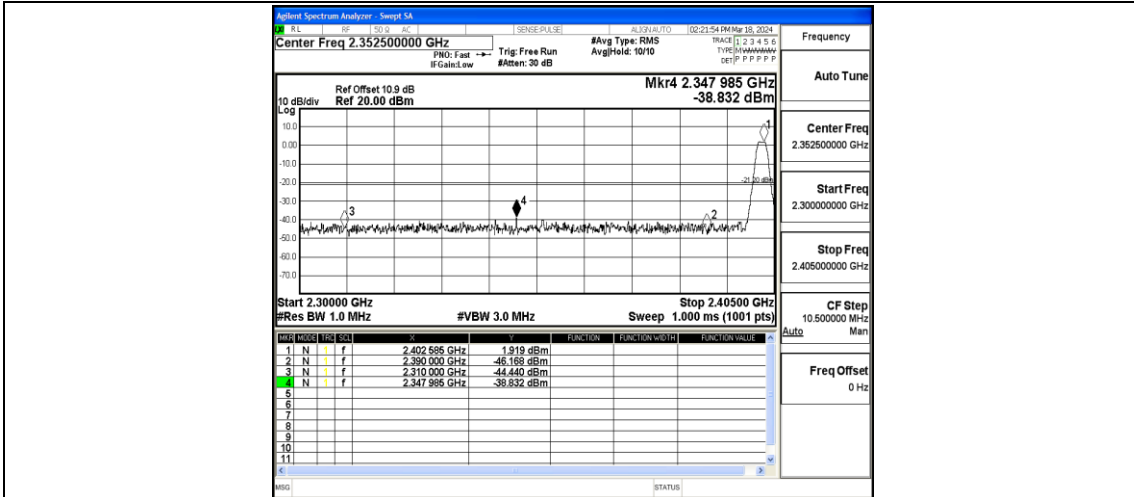 Agilent Spectrum Analyzer - Swept SA
RL RF 50 Ω AC SENSE:PULSE ALIGN AUTO 02:21:54 PM Mar 18, 2024
Center Freq 2.352500000 GHz
PNO: Fast
IFGain:Low
Trig: Free Run
#Atten: 30 dB
#Avg Type: RMS
Avg|Hold: 10/10
TRACE 1 2 3 4 5 6
TYPE M W W W W W
DET P P P P P P
Frequency
Auto Tune
Center Freq
2.352500000 GHz
Start Freq
2.300000000 GHz
Stop Freq
2.405000000 GHz
CF Step
10.500000 MHz
Auto Man
Freq Offset
0 Hz
Mkr4 2.347 985 GHz
-38.832 dBm
Ref Offset 10.9 dB
10 dB/div Ref 20.00 dBm
Log
10.0
0.00
-10.0
-20.0
-30.0
-40.0
-50.0
-60.0
-70.0
1
-21.20 dBm
4
3
2
Start 2.30000 GHz Stop 2.40500 GHz
#Res BW 1.0 MHz #VBW 3.0 MHz Sweep 1.000 ms (1001 pts)
MKR MODE TRC SCL X Y FUNCTION FUNCTION WIDTH FUNCTION VALUE
1 N 1 f 2.402 585 GHz 1.919 dBm
2 N 1 f 2.390 000 GHz -46.168 dBm
3 N 1 f 2.310 000 GHz -44.440 dBm
4 N 1 f 2.347 985 GHz -38.832 dBm
5
6
7
8
9
10
11
MSG STATUS